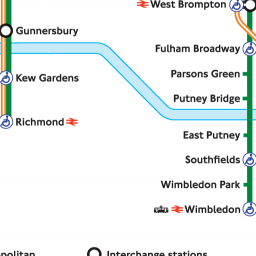 West Brompton
Gunnersbury
Fulham Broadway
Parsons Green
Kew Gardens
Putney Bridge
Richmond
East Putney
Southfields
Wimbledon Park
Wimbledon
politan
Interchange stations